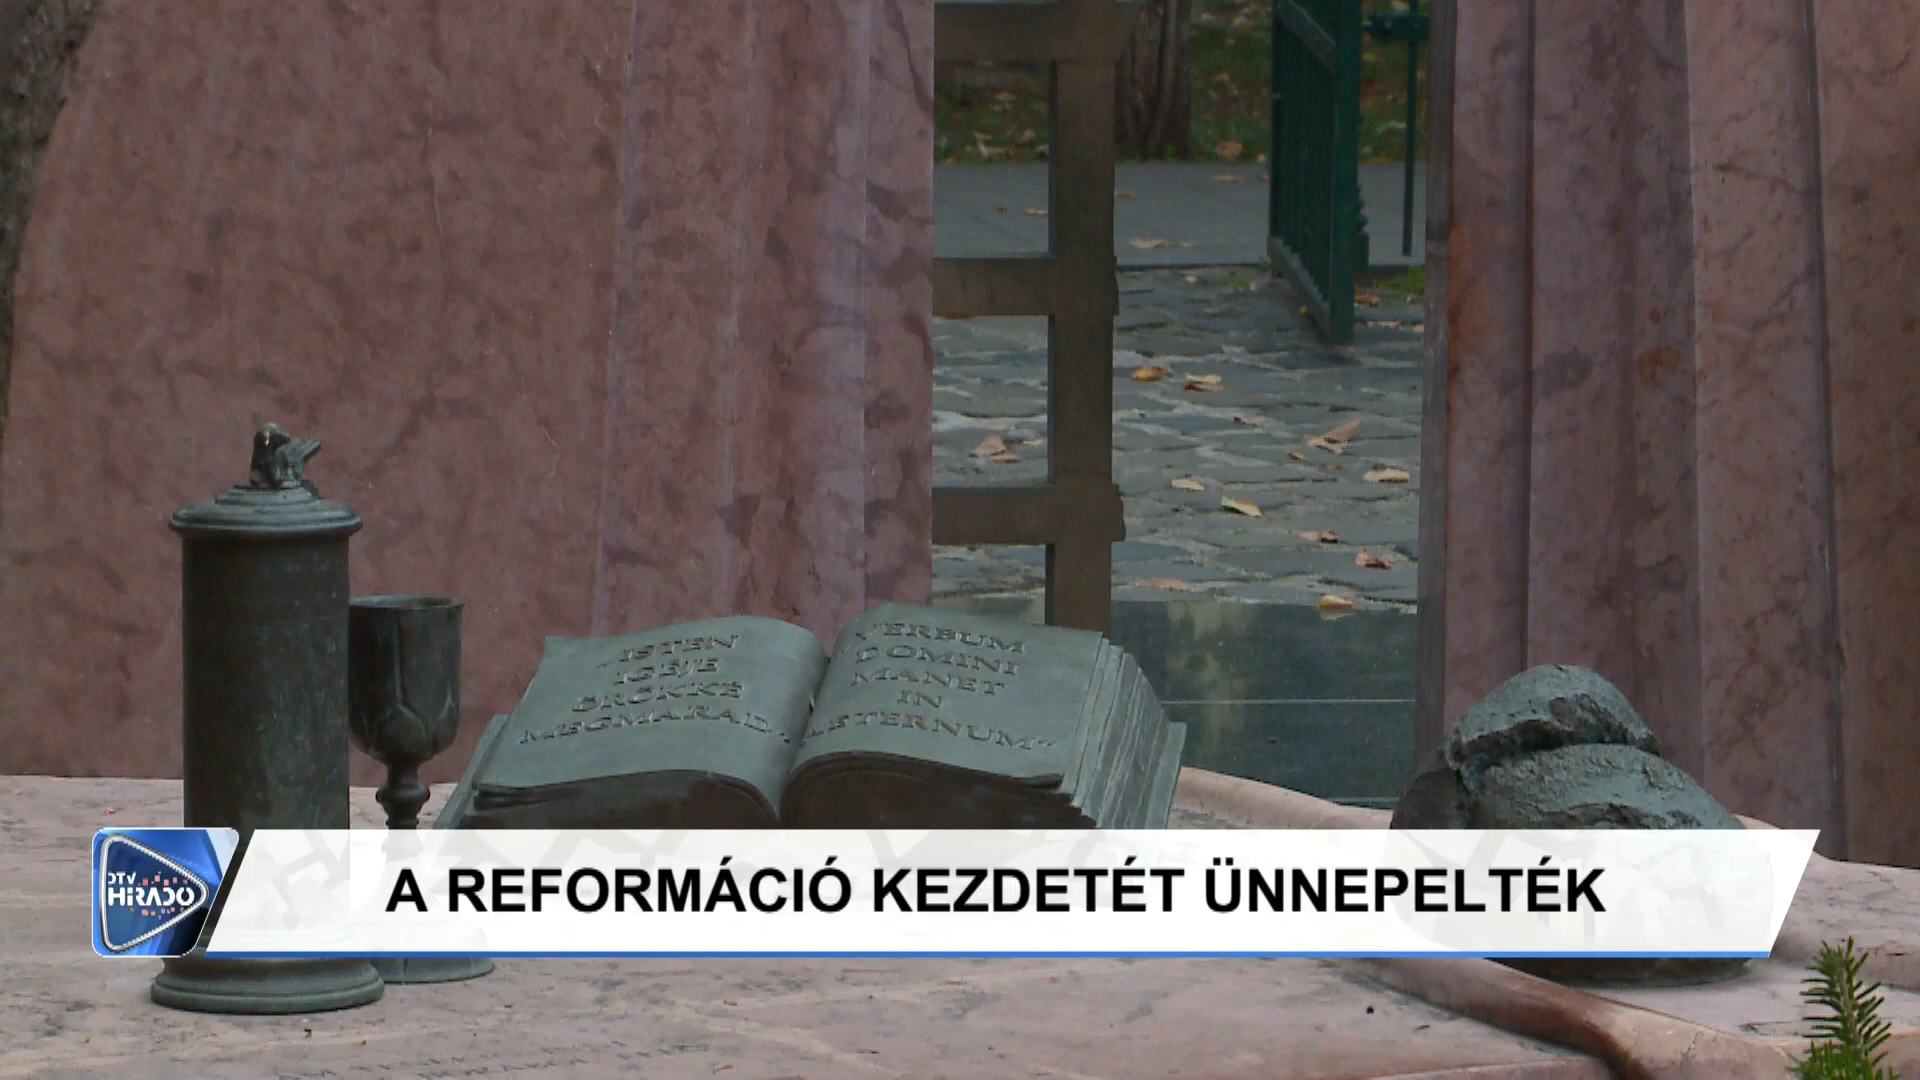 „ISTEN
IGÉJE
ÖRÖKKÉ
MEGMARAD.
"VERBUM
DOMINI
MANET
IN
AETERNUM"
DTV
HÍRADÓ
A REFORMÁCIÓ KEZDETÉT ÜNNEPELTÉK